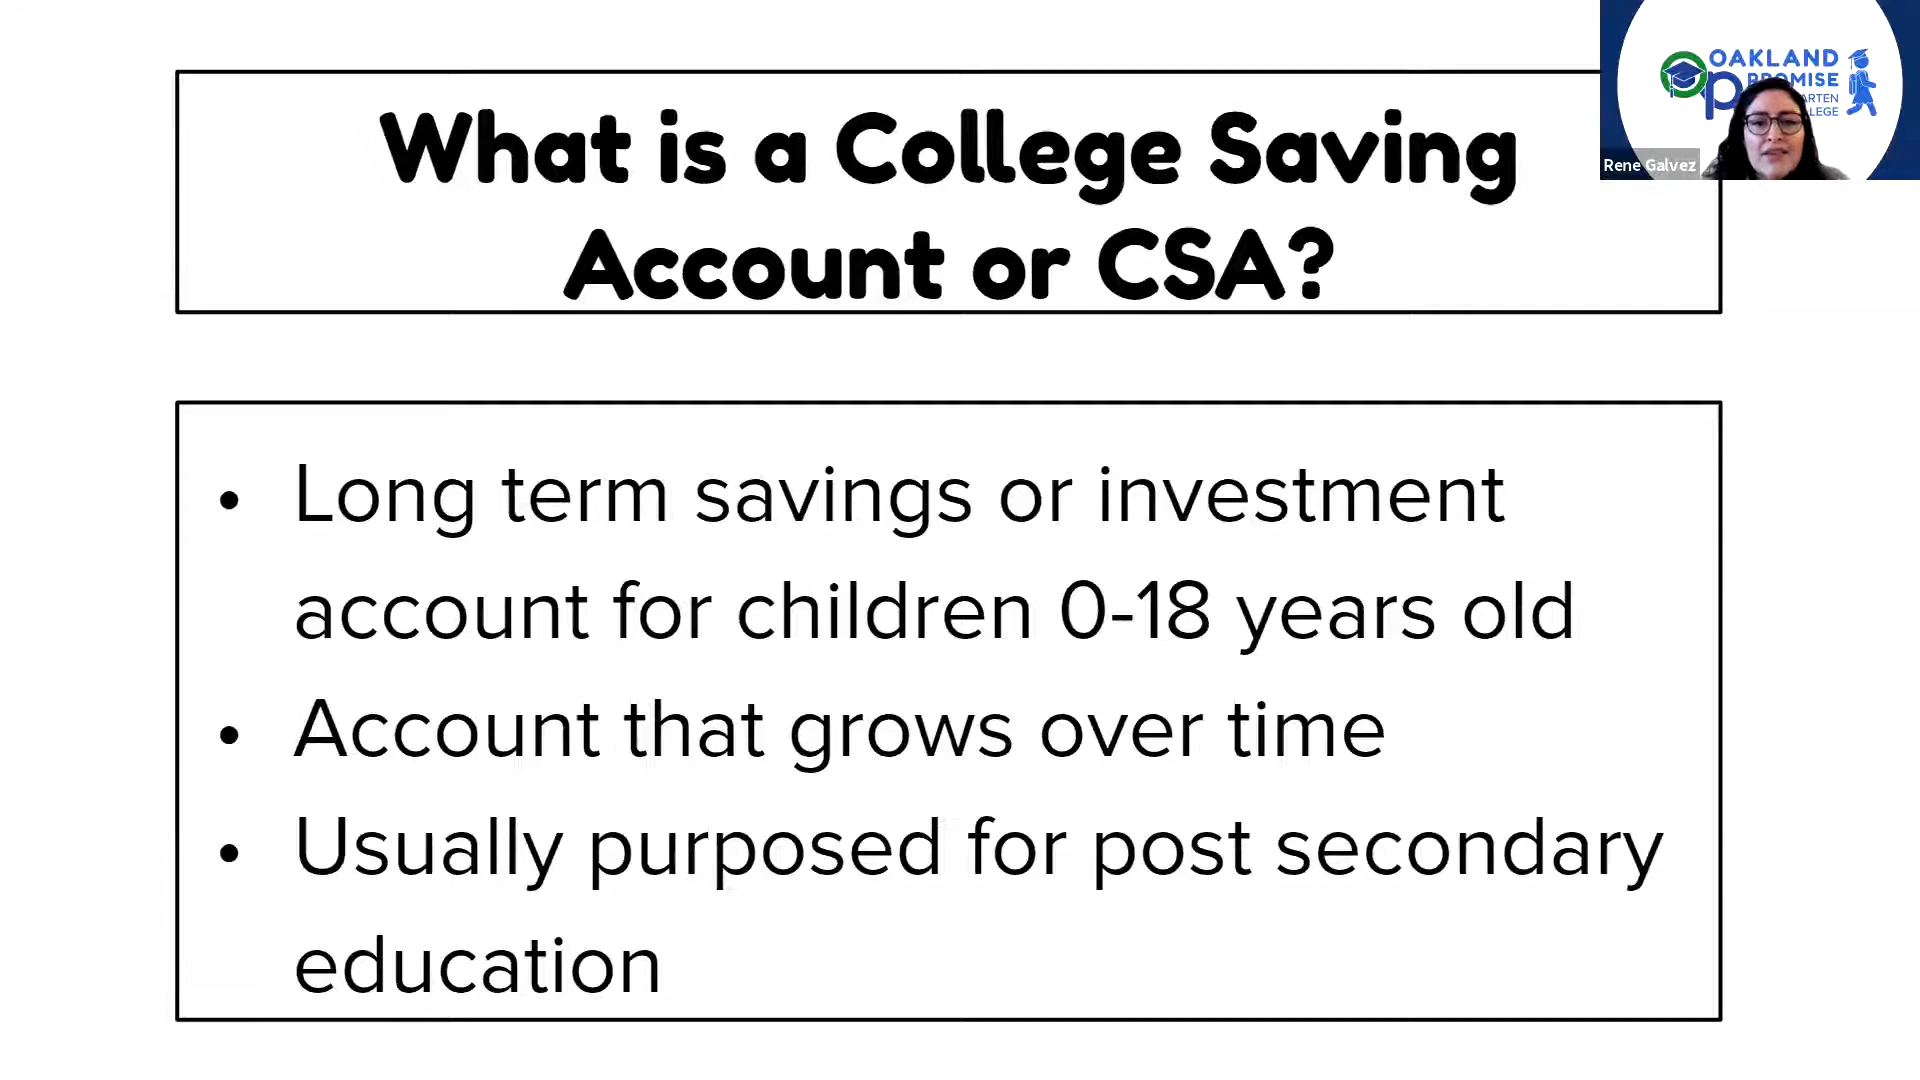 What is a College Saving
Account or CSA?
• Long term savings or investment
account for children 0-18 years old
• Account that grows over time
• Usually purposed for post secondary
education
OAKLAND
PROMISE
Rene Galvez